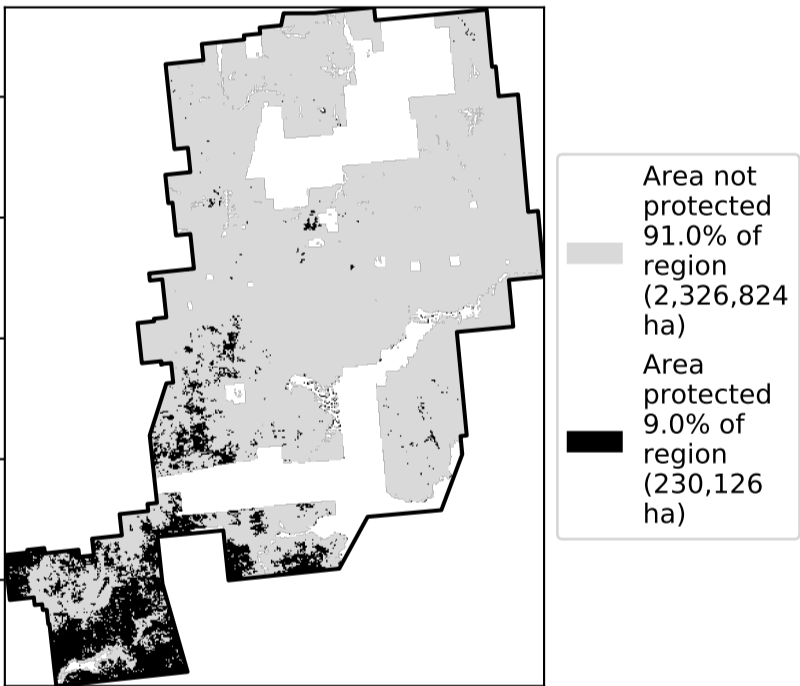 Area not
protected
91.0% of
region
(2,326,824
ha)
Area
protected
9.0% of
region
(230,126
ha)